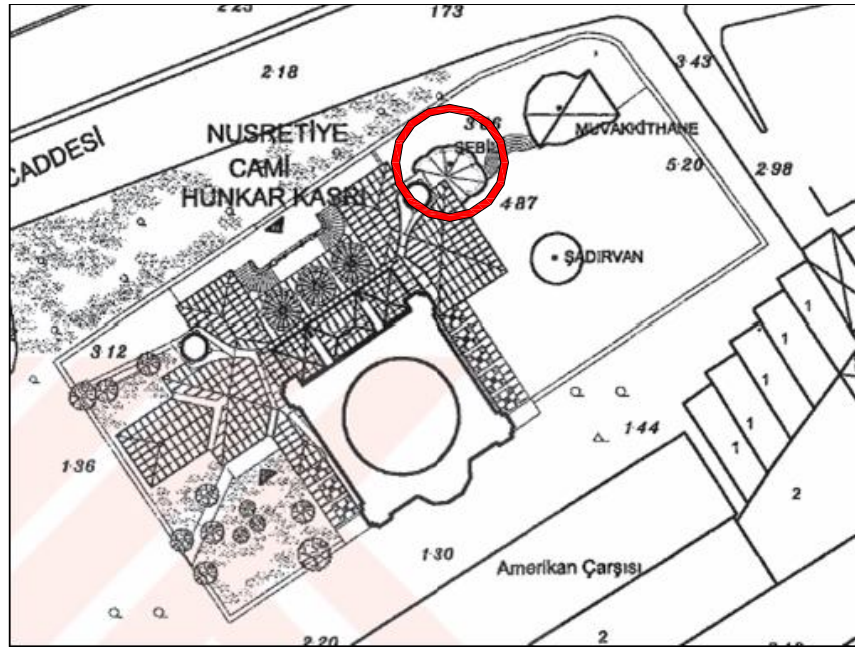 173
2·18
3·43
NUSRETİYE
CAMİ
HÜNKAR KASRI
CADDESİ
3·66
SEBİL
MUVAKKİTHANE
5·20
2·98
4·87
ŞADIRVAN
3·12
1
1
1
1
1
1·44
1·36
2
1·30
Amerikan Çarşısı
2·20
2